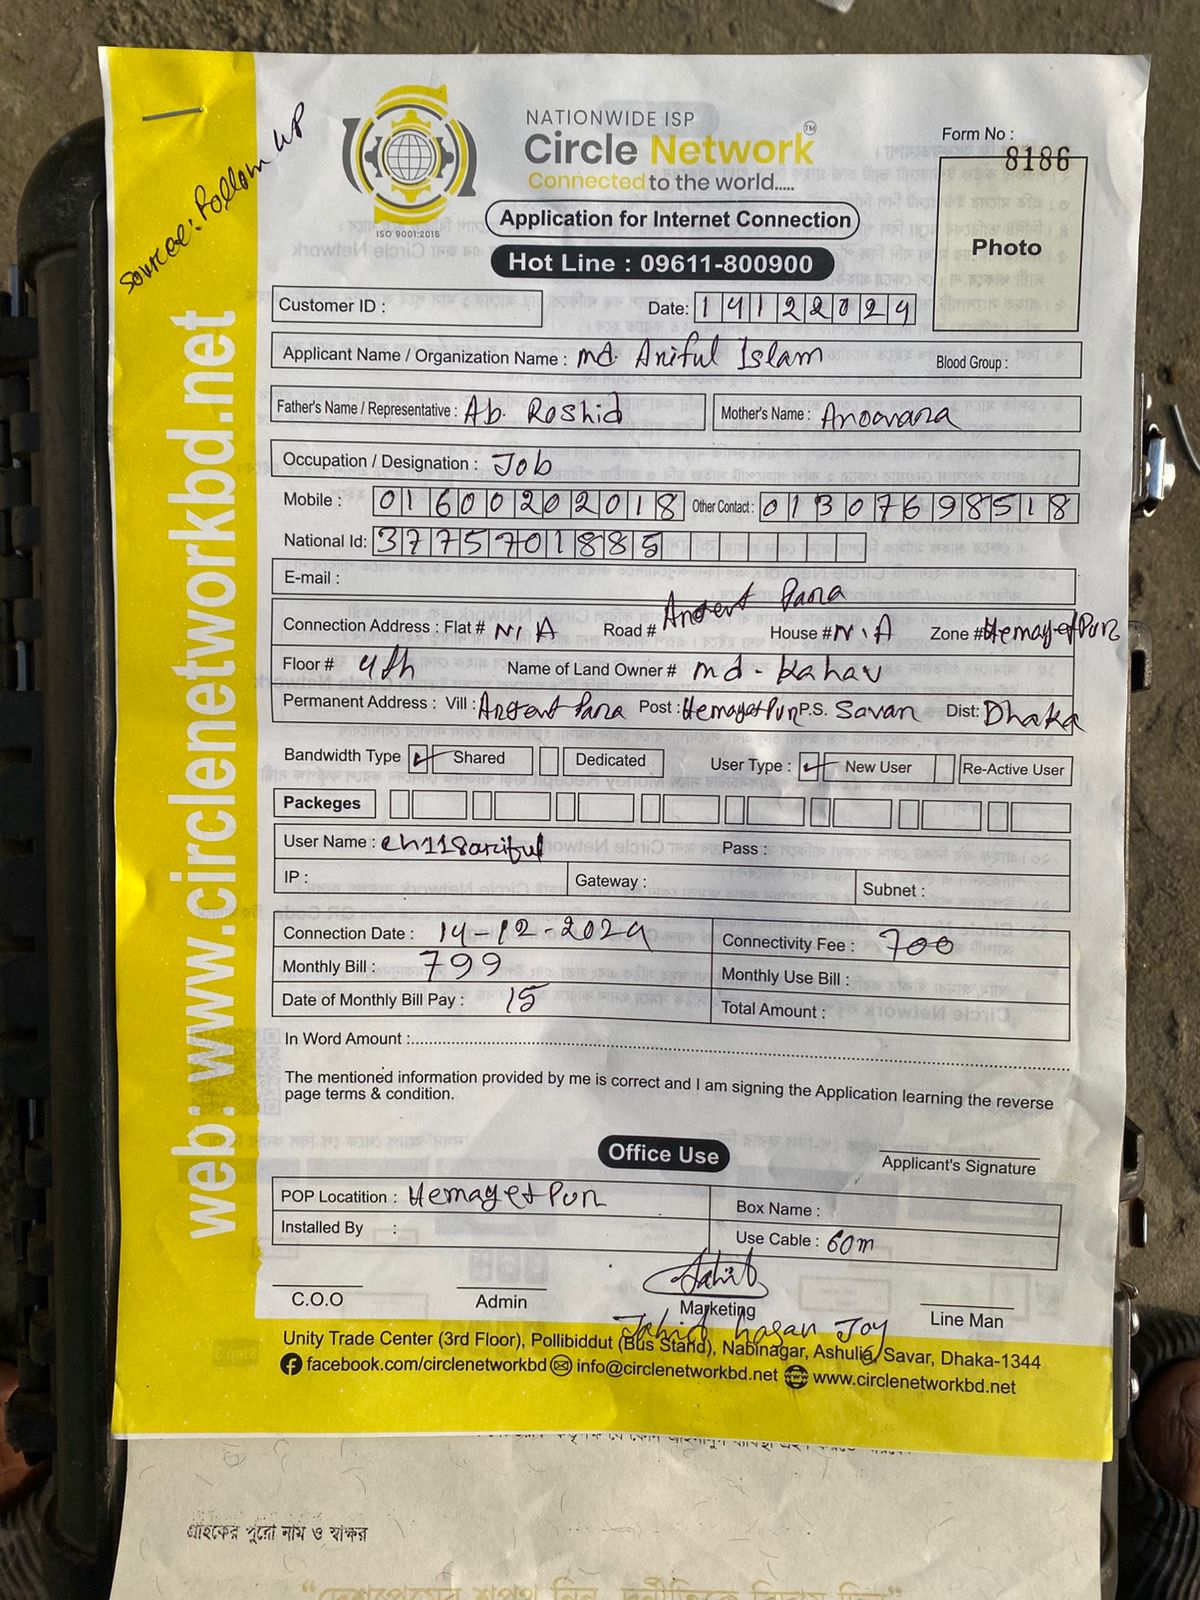 Source: Follow UP
NATIONWIDE ISP
Circle Network™
Connected to the world.....
ISO 9001:2015
Application for Internet Connection
Hot Line : 09611-800900
Form No : 8186
Photo
Customer ID :
Date: 14122024
Applicant Name / Organization Name : md. Ariful Islam
Blood Group :
Father's Name / Representative : Ab. Roshid
Mother's Name : Anowara
Occupation / Designation : Job
Mobile : 01600202018 Other Contact : 01307698518
National Id: 3775701885
E-mail :
Connection Address : Flat # N.A Road # Para House # N.A Zone # HemayetPur
Floor # 4th Name of Land Owner # md. 
Permanent Address : Vill : Para Post : HemayetPur P.S. Savar Dist: Dhaka
Bandwidth Type ✓ Shared Dedicated User Type : ✓ New User Re-Active User
Packeges
User Name : ch118ariful Pass :
IP : Gateway : Subnet :
Connection Date : 14-12-2024 Connectivity Fee : 700
Monthly Bill : 799 Monthly Use Bill :
Date of Monthly Bill Pay : 15 Total Amount :
In Word Amount :
The mentioned information provided by me is correct and I am signing the Application learning the reverse
page terms & condition.
Office Use
Applicant's Signature
POP Locatition : HemayetPur Box Name :
Installed By : Use Cable : 60m
Jahid
C.O.O Admin Marketing Line Man
Jahid hasan Joy
Unity Trade Center (3rd Floor), Pollibiddut (Bus Stand), Nabinagar, Ashulia, Savar, Dhaka-1344
facebook.com/circlenetworkbd info@circlenetworkbd.net www.circlenetworkbd.net
web: www.circlenetworkbd.net
গ্রাহকের পুরো নাম ও স্বাক্ষর